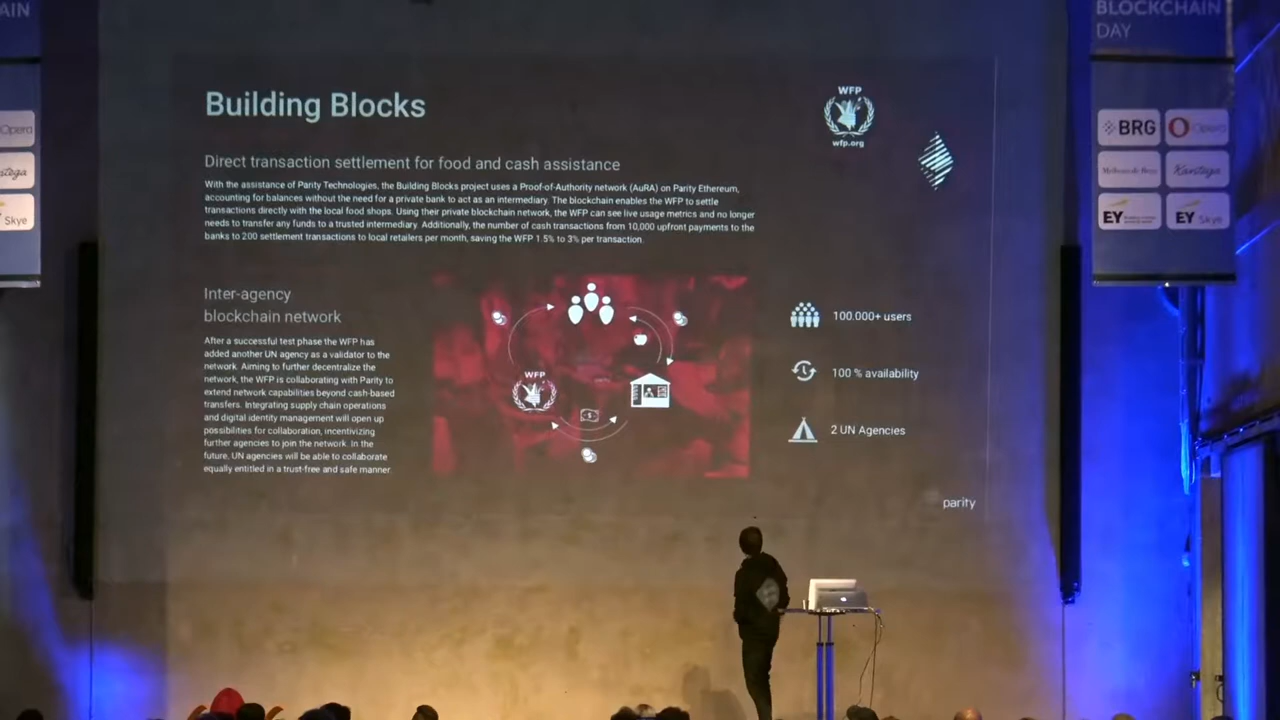 AIN
Opera
Skye
Building Blocks
WFP
wfp.org
Direct transaction settlement for food and cash assistance
With the assistance of Parity Technologies, the Building Blocks project uses a Proof-of-Authority network (AuRA) on Parity Ethereum,
accounting for balances without the need for a private bank to act as an intermediary. The blockchain enables the WFP to settle
transactions directly with the local food shops. Using their private blockchain network, the WFP can see live usage metrics and no longer
needs to transfer any funds to a trusted intermediary. Additionally, the number of cash transactions from 10,000 upfront payments to the
banks to 200 settlement transactions to local retailers per month, saving the WFP 1.5% to 3% per transaction.
Inter-agency
blockchain network
After a successful test phase the WFP has
added another UN agency as a validator to the
network. Aiming to further decentralize the
network, the WFP is collaborating with Parity to
extend network capabilities beyond cash-based
transfers. Integrating supply chain operations
and digital identity management will open up
possibilities for collaboration, incentivizing
further agencies to join the network. In the
future, UN agencies will be able to collaborate
equally entitled in a trust-free and safe manner.
WFP
100.000+ users
100 % availability
2 UN Agencies
parity
BLOCKCHAIN
DAY
BRG
Opera
Kantega
EY
EY Skye